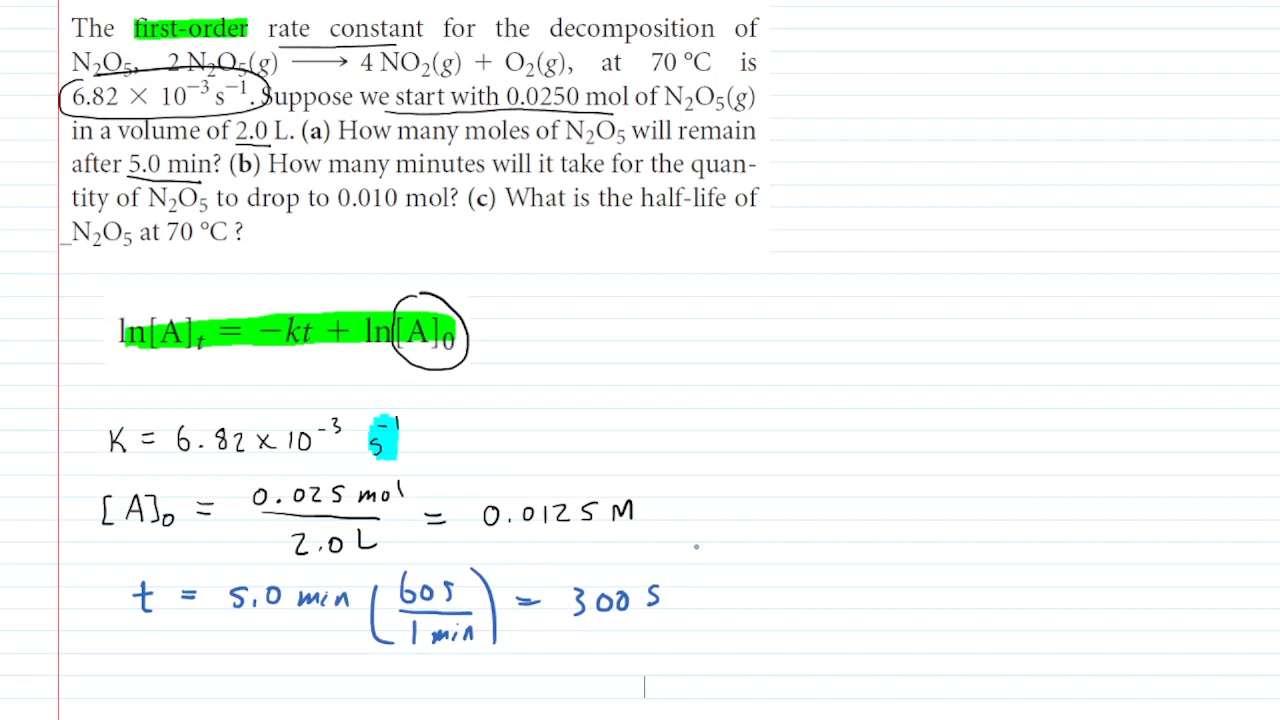 The first-order rate constant for the decomposition of
N₂O₅, 2 N₂O₅(g) ⟶ 4 NO₂(g) + O₂(g), at 70 °C is
6.82 × 10⁻³ s⁻¹. Suppose we start with 0.0250 mol of N₂O₅(g)
in a volume of 2.0 L. (a) How many moles of N₂O₅ will remain
after 5.0 min? (b) How many minutes will it take for the quan-
tity of N₂O₅ to drop to 0.010 mol? (c) What is the half-life of
N₂O₅ at 70 °C ?
ln[A]ₜ = −kt + ln[A]₀
K = 6.82 × 10⁻³ s⁻¹
[A]₀ = 0.025 mol / 2.0 L = 0.0125 M
t = 5.0 min (60 s / 1 min) = 300 s